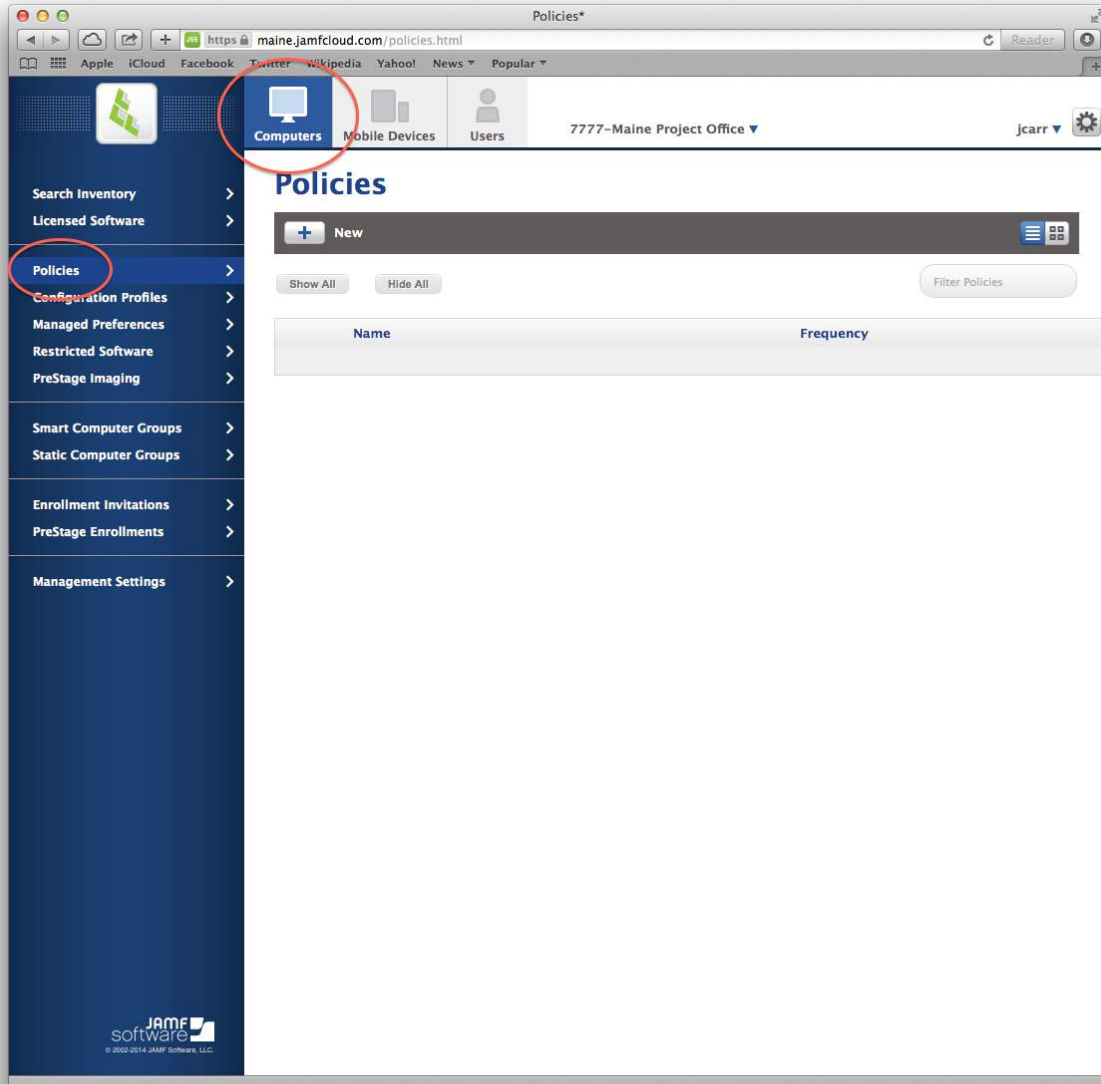 Policies*
JSS https maine.jamfcloud.com/policies.html Reader
Apple iCloud Facebook Twitter Wikipedia Yahoo! News Popular
Computers Mobile Devices Users 7777-Maine Project Office jcarr
Search Inventory
Licensed Software
Policies
Configuration Profiles
Managed Preferences
Restricted Software
PreStage Imaging
Smart Computer Groups
Static Computer Groups
Enrollment Invitations
PreStage Enrollments
Management Settings
JAMF
software
© 2002-2014 JAMF Software, LLC.
Policies
+ New
Show All Hide All Filter Policies
Name Frequency